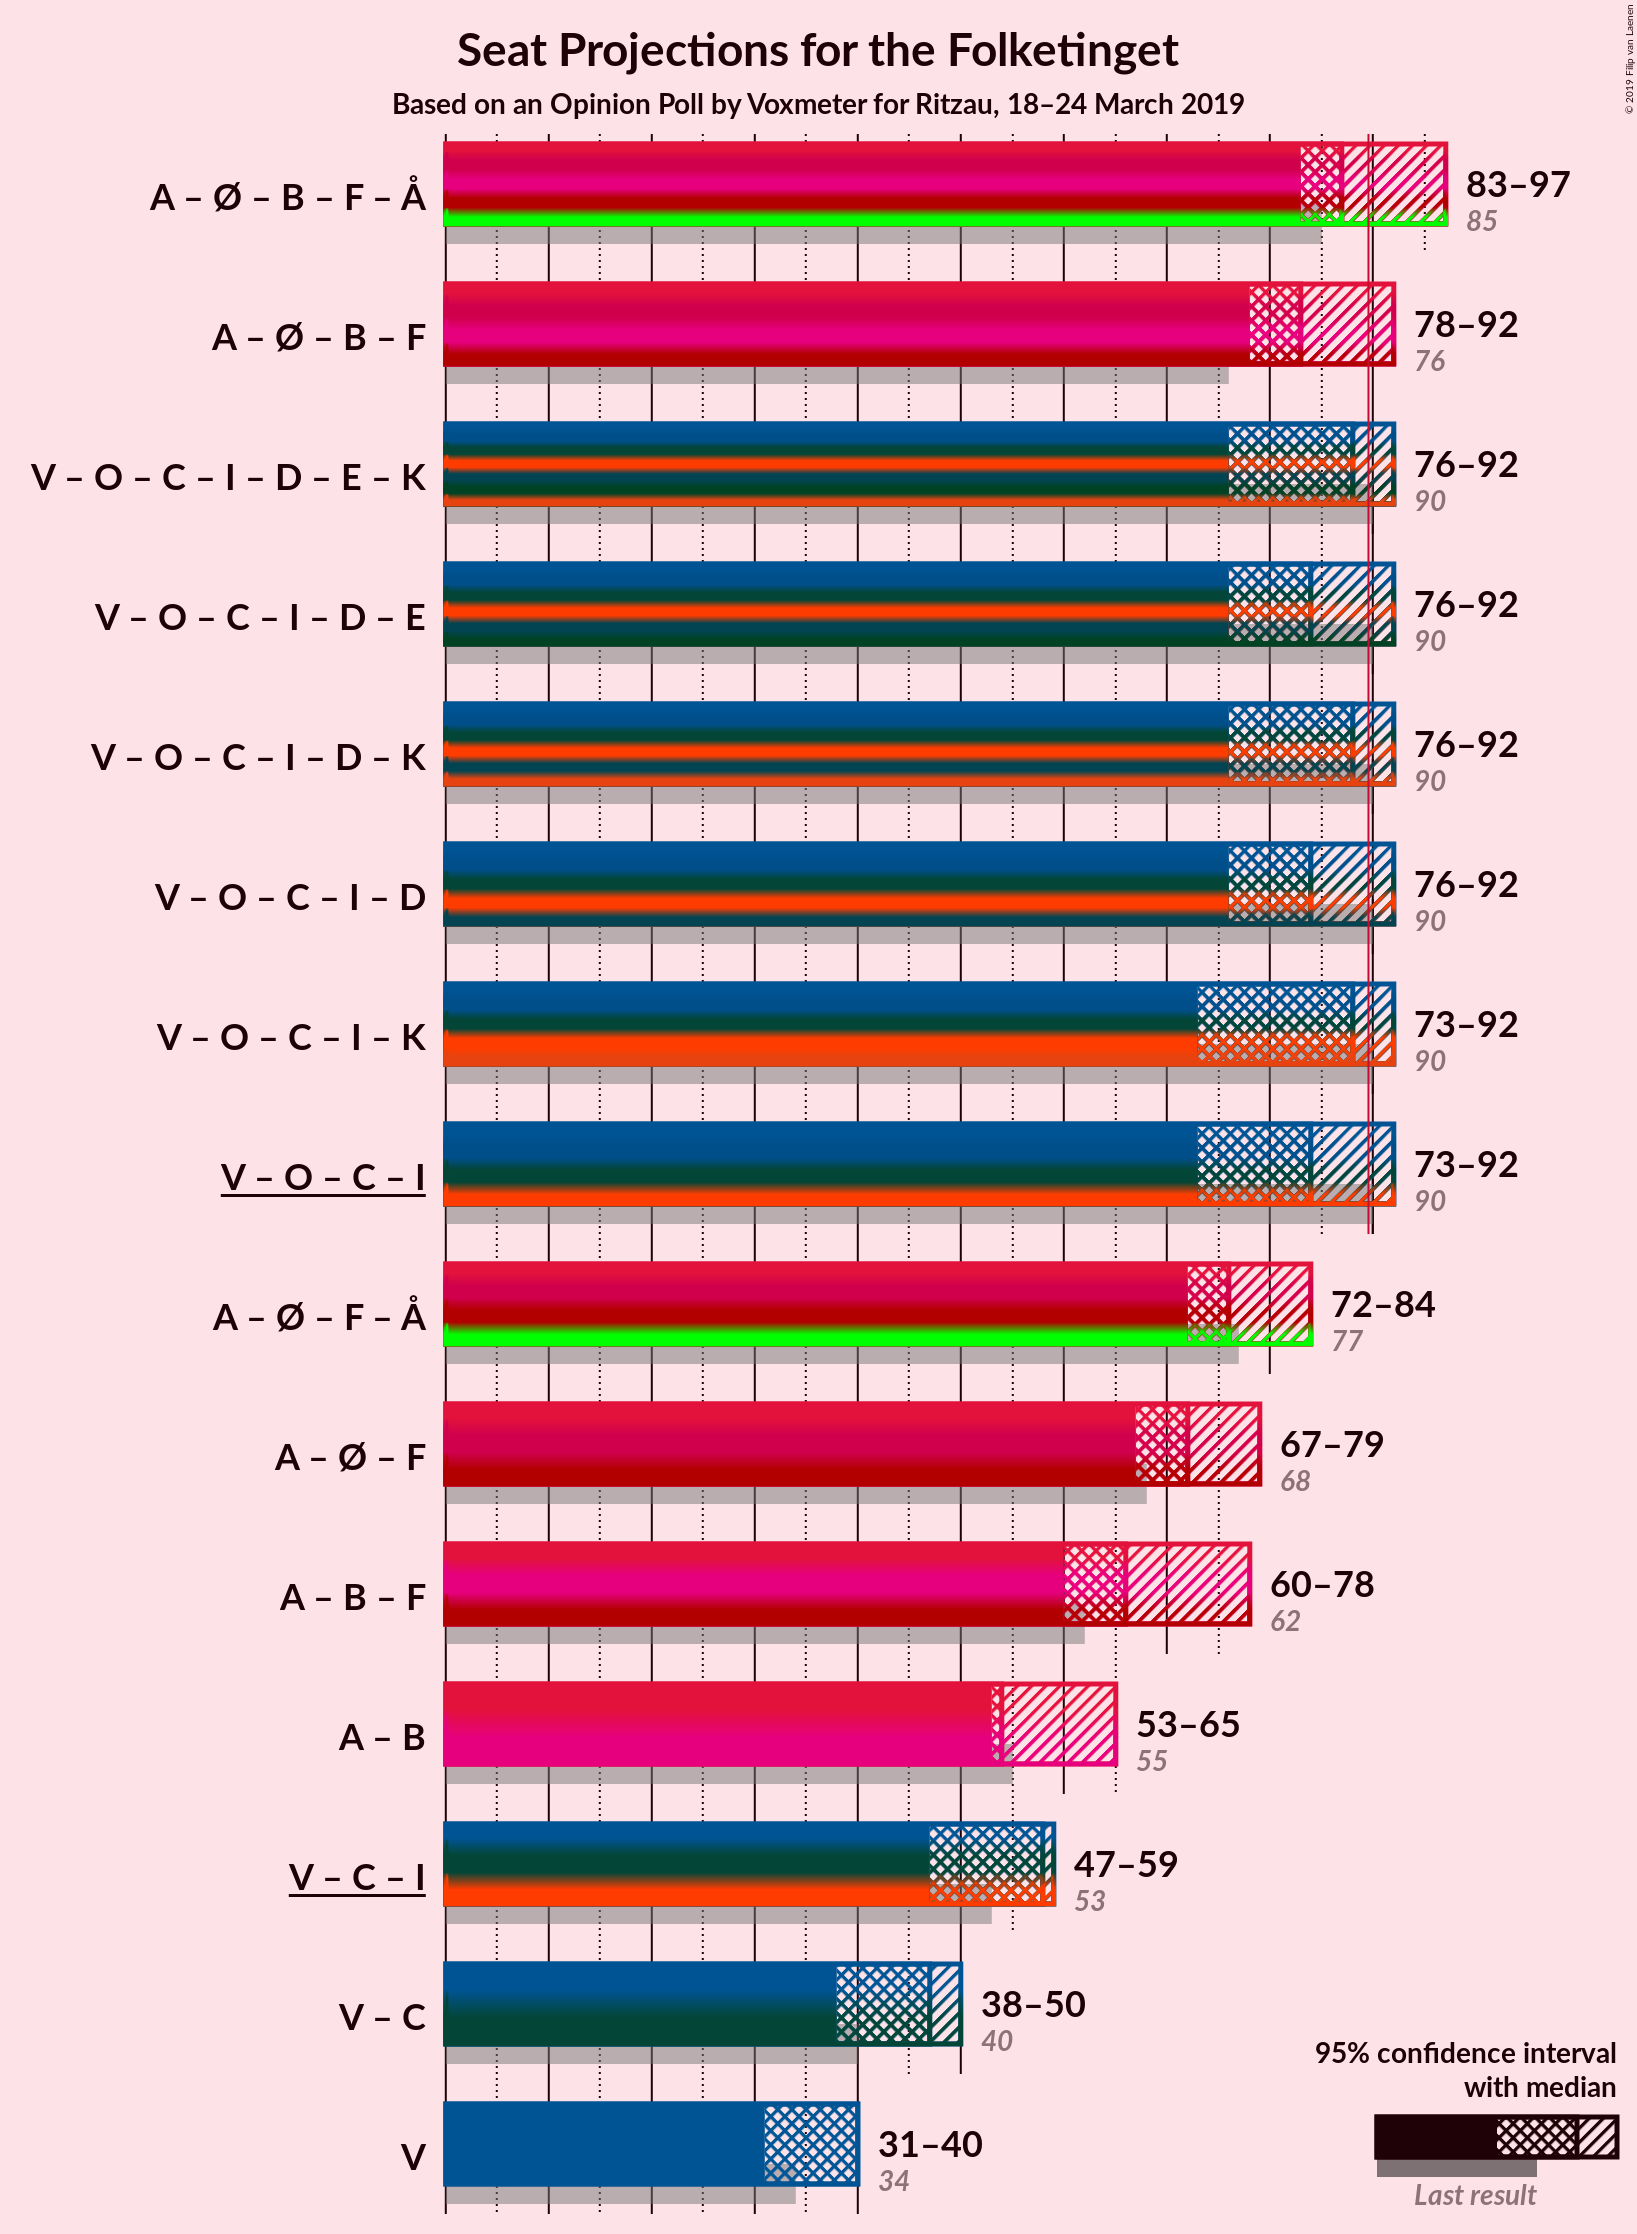 Seat Projections for the Folketinget
Based on an Opinion Poll by Voxmeter for Ritzau, 18–24 March 2019
© 2019 Filip van Laenen
A – Ø – B – F – Å
83–97
85
A – Ø – B – F
78–92
76
V – O – C – I – D – E – K
76–92
90
V – O – C – I – D – E
76–92
90
V – O – C – I – D – K
76–92
90
V – O – C – I – D
76–92
90
V – O – C – I – K
73–92
90
V – O – C – I
73–92
90
A – Ø – F – Å
72–84
77
A – Ø – F
67–79
68
A – B – F
60–78
62
A – B
53–65
55
V – C – I
47–59
53
V – C
38–50
40
V
31–40
34
95% confidence interval
with median
Last result